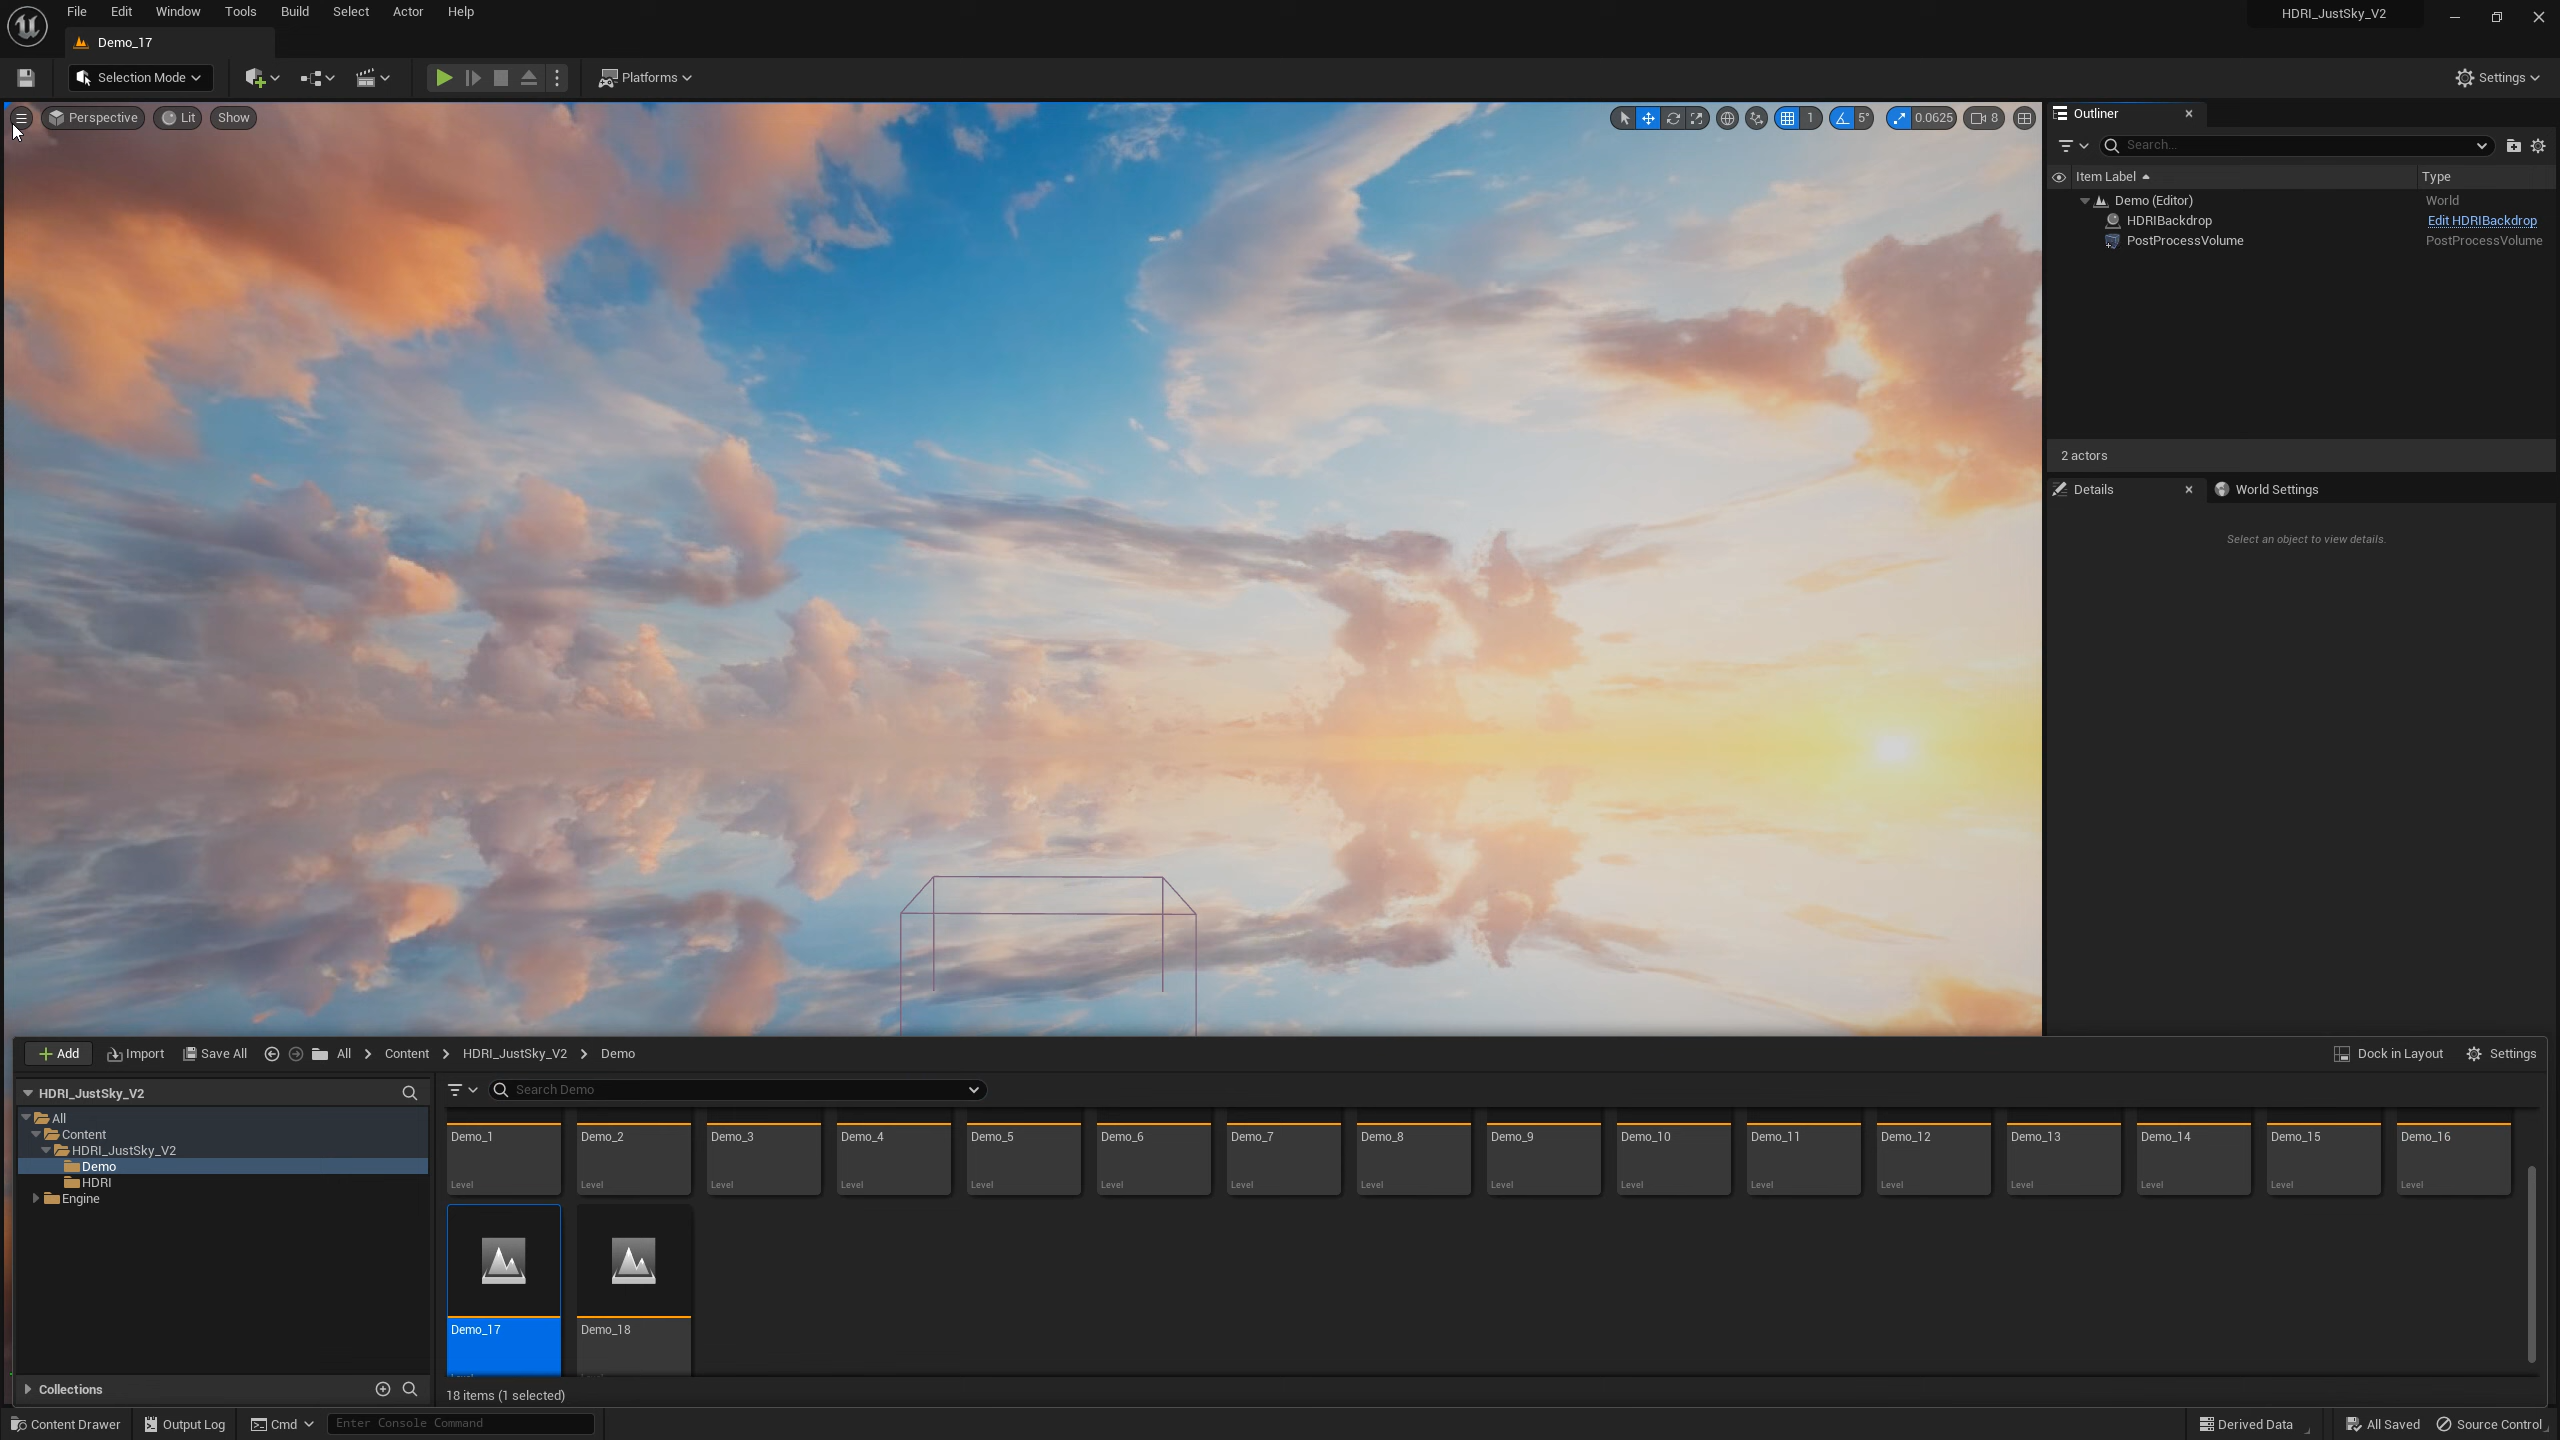 File Edit Window Tools Build Select Actor Help
HDRI_JustSky_V2
Demo_17
Selection Mode
Platforms
Settings
Perspective Lit Show
1 5° 0.0625 8
Outliner
Search...
Item Label Type
Demo (Editor) World
HDRIBackdrop Edit HDRIBackdrop
PostProcessVolume PostProcessVolume
2 actors
Details World Settings
Select an object to view details.
Add Import Save All All Content HDRI_JustSky_V2 Demo
Dock in Layout Settings
HDRI_JustSky_V2
Search Demo
All
Content
HDRI_JustSky_V2
Demo
HDRI
Engine
Demo_1 Demo_2 Demo_3 Demo_4 Demo_5 Demo_6 Demo_7 Demo_8 Demo_9 Demo_10 Demo_11 Demo_12 Demo_13 Demo_14 Demo_15 Demo_16
Level Level Level Level Level Level Level Level Level Level Level Level Level Level Level Level
Demo_17 Demo_18
Collections
18 items (1 selected)
Content Drawer Output Log Cmd Enter Console Command
Derived Data All Saved Source Control